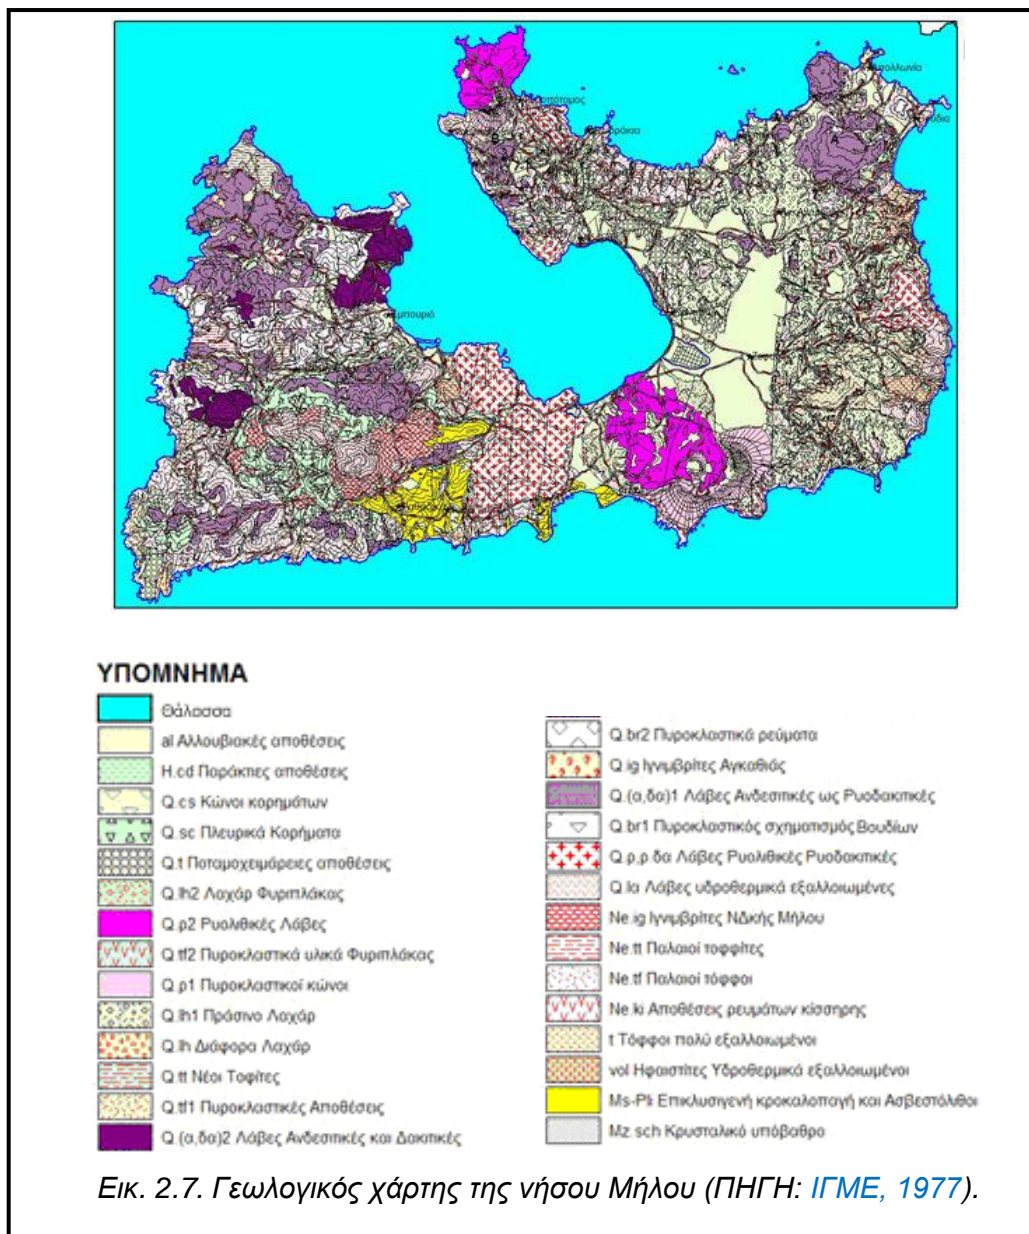 Απολλωνία
A
B
Εμπουριό
ΥΠΟΜΝΗΜΑ
Θάλασσα
al Αλλουβιακές αποθέσεις
H.cd Παράκτιες αποθέσεις
Q.cs Κώνοι κορημάτων
Q.sc Πλευρικά Κορήματα
Q.t Ποταμοχειμάρειες αποθέσεις
Q.lh2 Λαχάρ Φυριπλάκας
Q.ρ2 Ρυολιθικές Λάβες
Q.tf2 Πυροκλαστικά υλικά Φυριπλάκας
Q.p1 Πυροκλαστικοί κώνοι
Q.lh1 Πράσινο Λαχάρ
Q.lh Διάφορα Λαχάρ
Q.tt Νέοι Τοφίτες
Q.tf1 Πυροκλαστικές Αποθέσεις
Q.(α,δα)2 Λάβες Ανδεσιτικές και Δακιτικές
Q.br2 Πυροκλαστικά ρεύματα
Q.ig Ιγνιμβρίτες Αγκαθιάς
Q.(α,δα)1 Λάβες Ανδεσιτικές ως Ρυοδακιτικές
Q.br1 Πυροκλαστικός σχηματισμός Βουδίων
Q.ρ,ρ δα Λάβες Ρυολιθικές Ρυοδακιτικές
Q.la Λάβες υδροθερμικά εξαλλοιωμένες
Ne.ig Ιγνιμβρίτες ΝΔκής Μήλου
Ne.tt Παλαιοί τοφφίτες
Ne.tf Παλαιοί τόφφοι
Ne.ki Αποθέσεις ρευμάτων κίσσηρης
t Τόφφοι πολύ εξαλλοιωμένοι
vol Ηφαιστίτες Υδροθερμικά εξαλλοιωμένοι
Ms-Pli Επικλυσιγενή κροκαλοπαγή και Ασβεστόλιθοι
Mz.sch Κρυσταλικό υπόβαθρο
Εικ. 2.7. Γεωλογικός χάρτης της νήσου Μήλου (ΠΗΓΗ: ΙΓΜΕ, 1977).